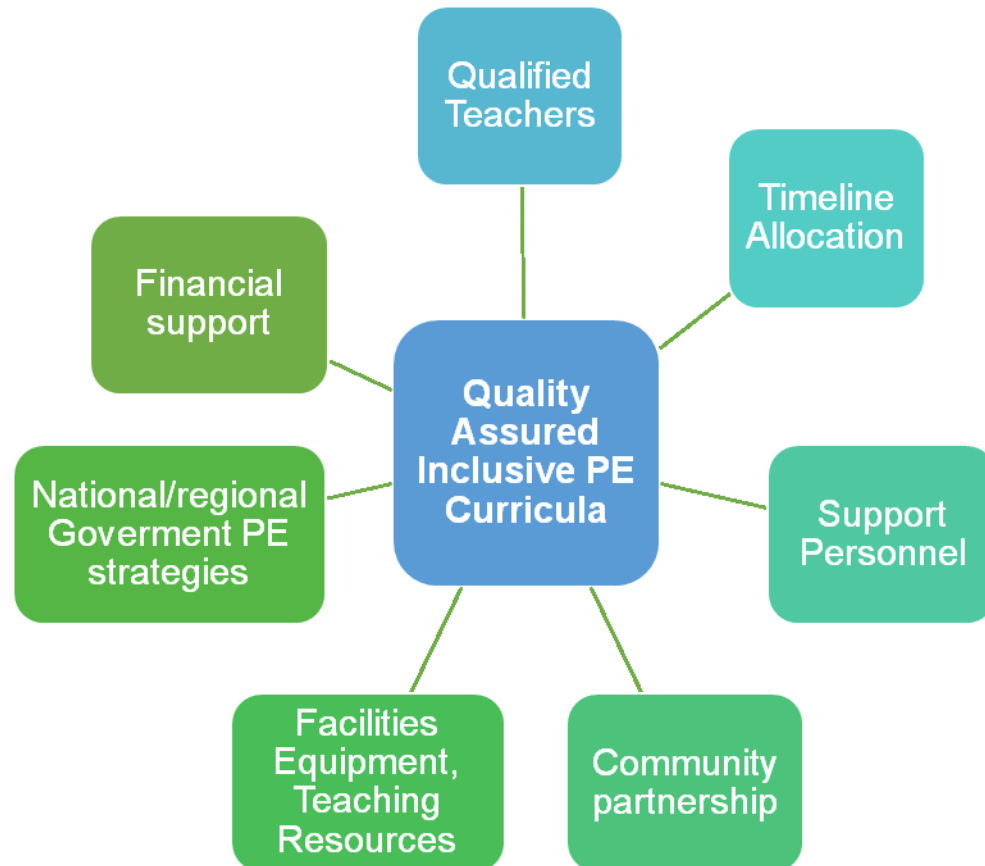 Qualified
Teachers
Timeline
Allocation
Financial
support
Quality
Assured
Inclusive PE
Curricula
National/regional
Goverment PE
strategies
Support
Personnel
Facilities
Equipment,
Teaching
Resources
Community
partnership